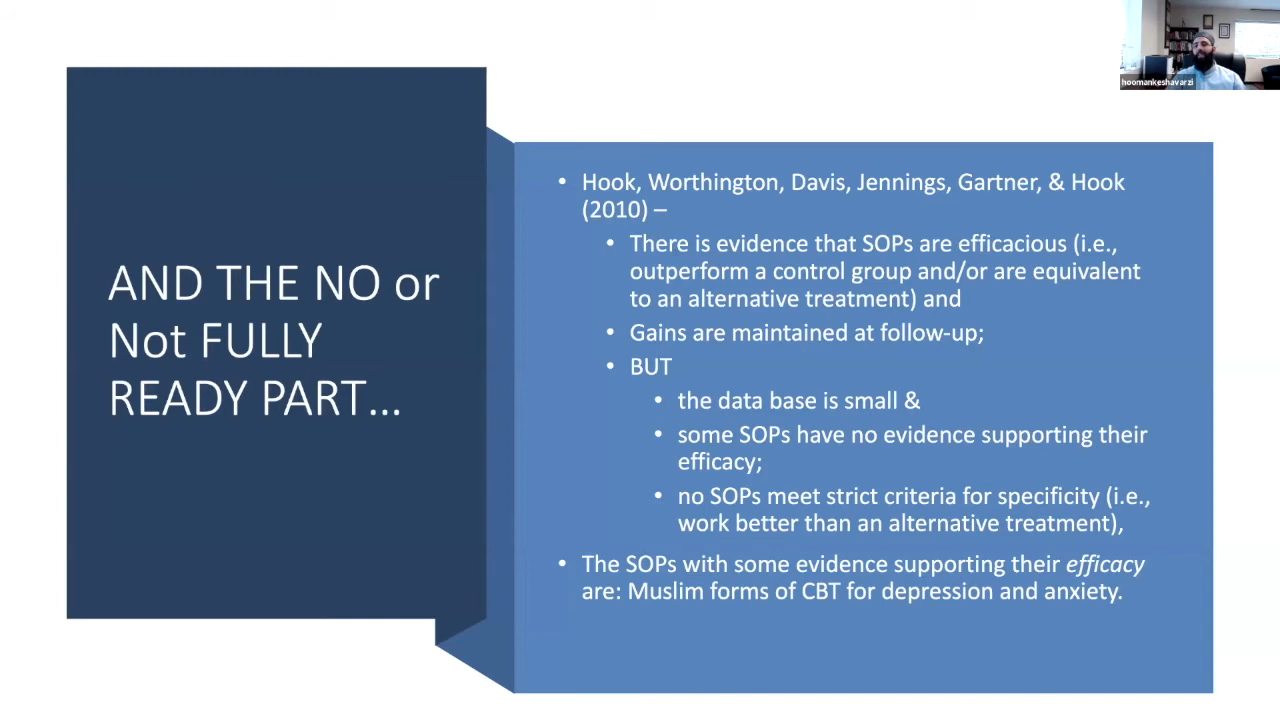 hoomankeshavarzi
AND THE NO or
Not FULLY
READY PART...
• Hook, Worthington, Davis, Jennings, Gartner, & Hook
(2010) –
• There is evidence that SOPs are efficacious (i.e.,
outperform a control group and/or are equivalent
to an alternative treatment) and
• Gains are maintained at follow-up;
• BUT
• the data base is small &
• some SOPs have no evidence supporting their
efficacy;
• no SOPs meet strict criteria for specificity (i.e.,
work better than an alternative treatment),
• The SOPs with some evidence supporting their efficacy
are: Muslim forms of CBT for depression and anxiety.